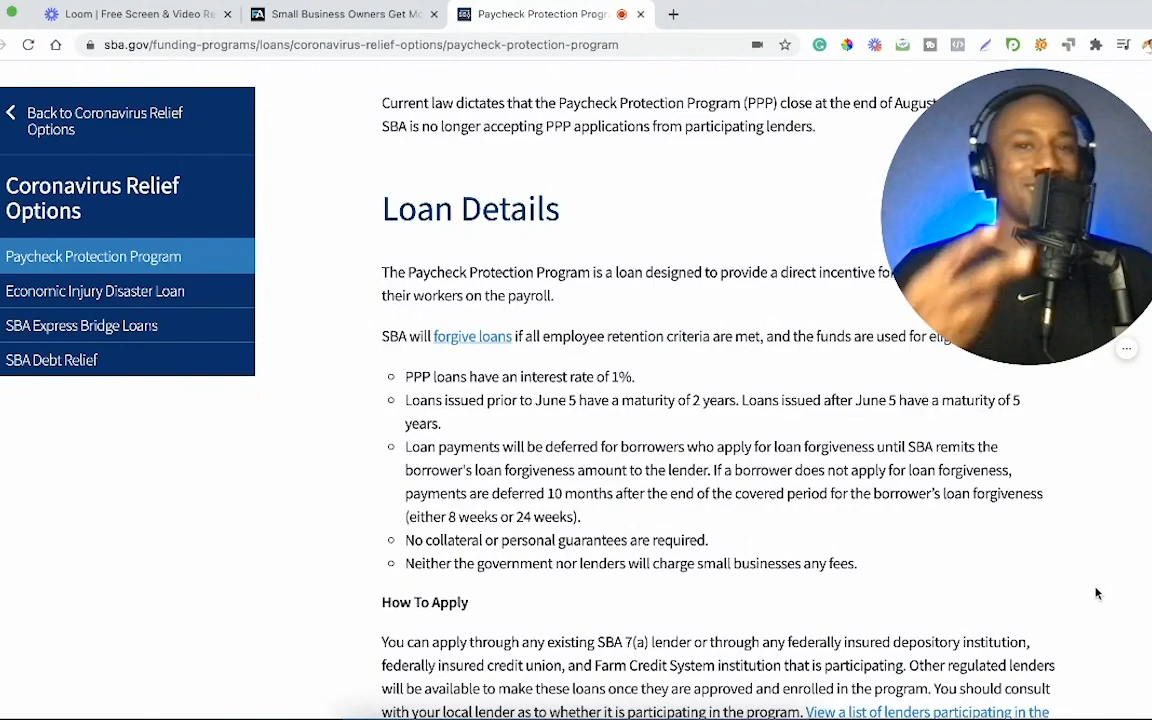 Loom | Free Screen & Video Re
Small Business Owners Get Mo
Paycheck Protection Progr
sba.gov/funding-programs/loans/coronavirus-relief-options/paycheck-protection-program
Back to Coronavirus Relief
Options
Coronavirus Relief
Options
Paycheck Protection Program
Economic Injury Disaster Loan
SBA Express Bridge Loans
SBA Debt Relief
Current law dictates that the Paycheck Protection Program (PPP) close at the end of August
SBA is no longer accepting PPP applications from participating lenders.
Loan Details
The Paycheck Protection Program is a loan designed to provide a direct incentive fo
their workers on the payroll.
SBA will forgive loans if all employee retention criteria are met, and the funds are used for elig
PPP loans have an interest rate of 1%.
Loans issued prior to June 5 have a maturity of 2 years. Loans issued after June 5 have a maturity of 5
years.
Loan payments will be deferred for borrowers who apply for loan forgiveness until SBA remits the
borrower's loan forgiveness amount to the lender. If a borrower does not apply for loan forgiveness,
payments are deferred 10 months after the end of the covered period for the borrower’s loan forgiveness
(either 8 weeks or 24 weeks).
No collateral or personal guarantees are required.
Neither the government nor lenders will charge small businesses any fees.
How To Apply
You can apply through any existing SBA 7(a) lender or through any federally insured depository institution,
federally insured credit union, and Farm Credit System institution that is participating. Other regulated lenders
will be available to make these loans once they are approved and enrolled in the program. You should consult
with your local lender as to whether it is participating in the program. View a list of lenders participating in the